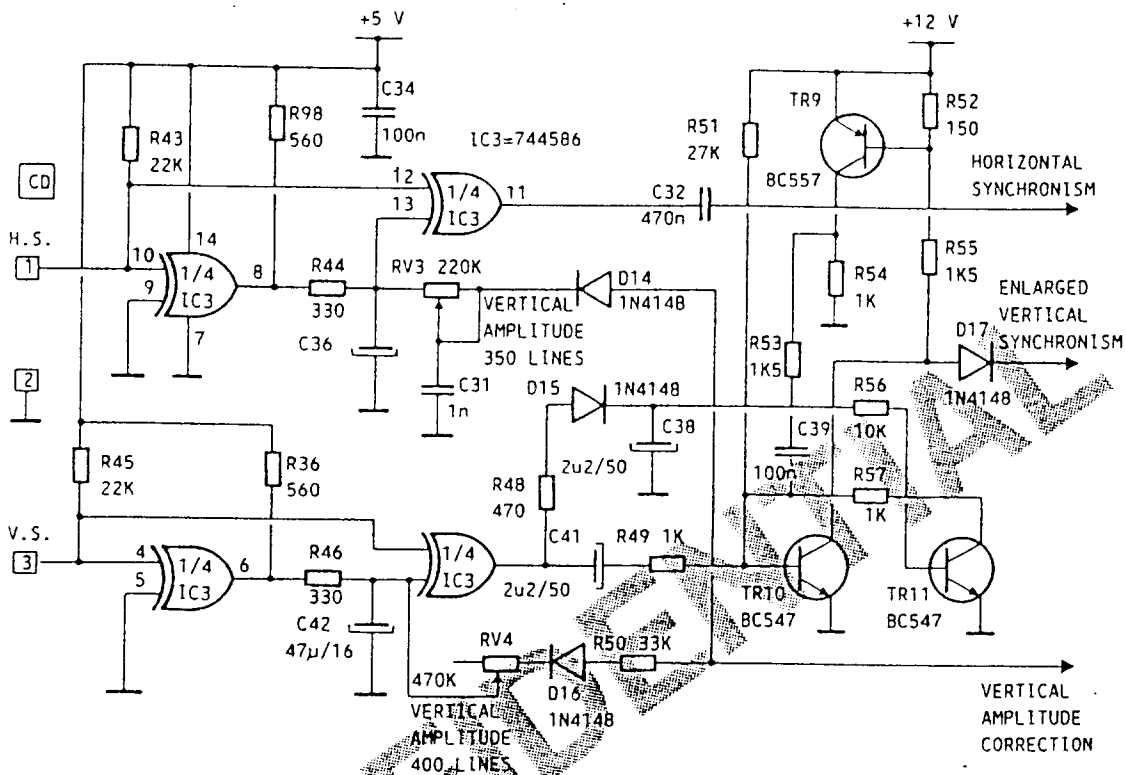 +5 V
+12 V
C34
100n
R98
560
R43
22K
IC3=744586
TR9
BC557
R52
150
R51
27K
CD
12
13
1/4
IC3
11
C32
470n
HORIZONTAL
SYNCHRONISM
H.S.
1
10
9
14
1/4
IC3
7
8
R44
330
RV3 220K
VERTICAL
AMPLITUDE
350 LINES
D14
1N4148
R54
1K
R55
1K5
ENLARGED
VERTICAL
SYNCHRONISM
C36
C31
1n
D15
1N4148
R53
1K5
D17
1N4148
2
R56
10K
C38
2u2/50
C39
100n
R45
22K
R36
560
R48
470
R57
1K
V.S.
3
4
5
1/4
IC3
6
R46
330
1/4
IC3
C41
2u2/50
R49 1K
TR10
BC547
TR11
BC547
C42
47µ/16
RV4
470K
R50 33K
D16
1N4148
VERTICAL
AMPLITUDE
400 LINES
VERTICAL
AMPLITUDE
CORRECTION